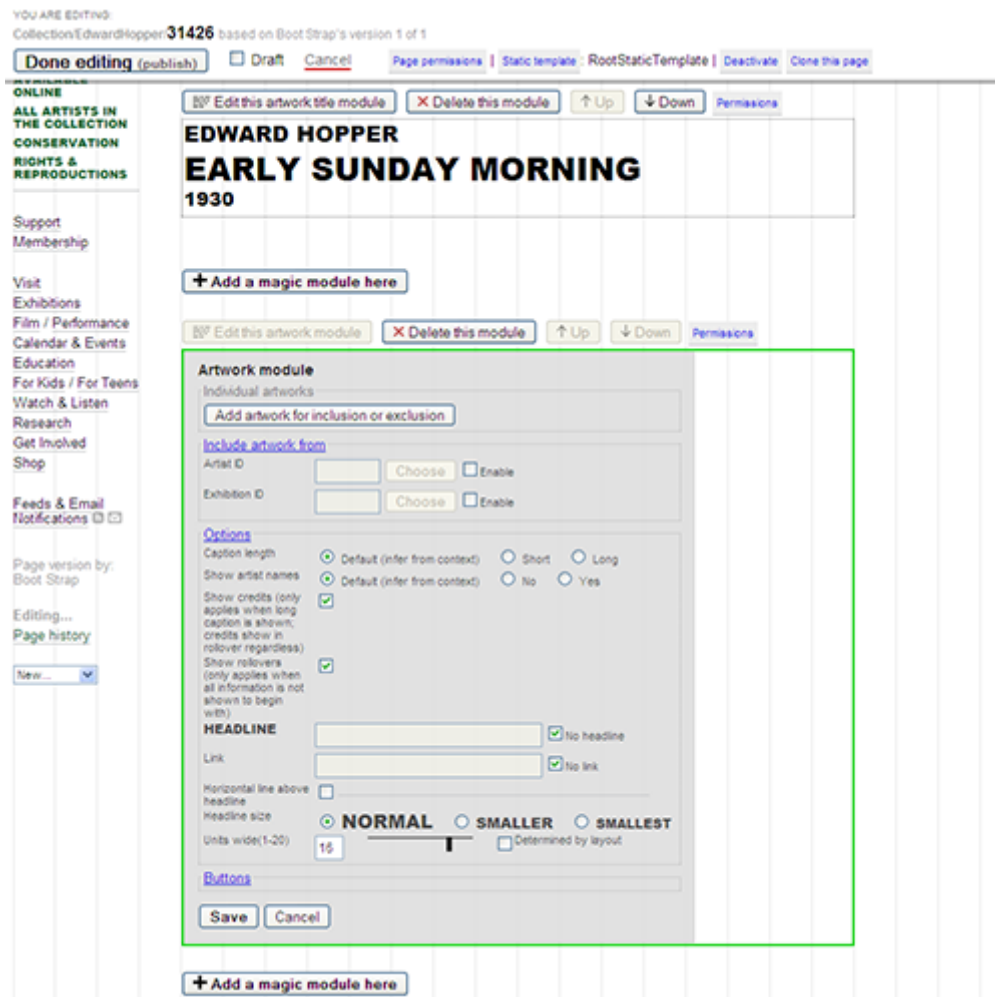 YOU ARE EDITING:
Collection/EdwardHopper/31426 based on Boot Strap's version 1 of 1
Done editing (publish) Draft Cancel Page permissions | Static template : RootStaticTemplate | Deactivate Clone this page
AVAILABLE
ONLINE
ALL ARTISTS IN
THE COLLECTION
CONSERVATION
RIGHTS &
REPRODUCTIONS
Support
Membership
Visit
Exhibitions
Film / Performance
Calendar & Events
Education
For Kids / For Teens
Watch & Listen
Research
Get Involved
Shop
Feeds & Email
Notifications
Page version by:
Boot Strap
Editing...
Page history
New...
Edit this artwork title module Delete this module Up Down Permissions
EDWARD HOPPER
EARLY SUNDAY MORNING
1930
Add a magic module here
Edit this artwork module Delete this module Up Down Permissions
Artwork module
Individual artworks
Add artwork for inclusion or exclusion
Include artwork from
Artist ID Choose Enable
Exhibition ID Choose Enable
Options
Caption length Default (infer from context) Short Long
Show artist names Default (infer from context) No Yes
Show credits (only
applies when long
caption is shown;
credits show in
rollover regardless)
Show rollovers
(only applies when
all information is not
shown to begin
with)
HEADLINE No headline
Link No link
Horizontal line above
headline
Headline size NORMAL SMALLER SMALLEST
Units wide(1-20) 16 Determined by layout
Buttons
Save Cancel
Add a magic module here